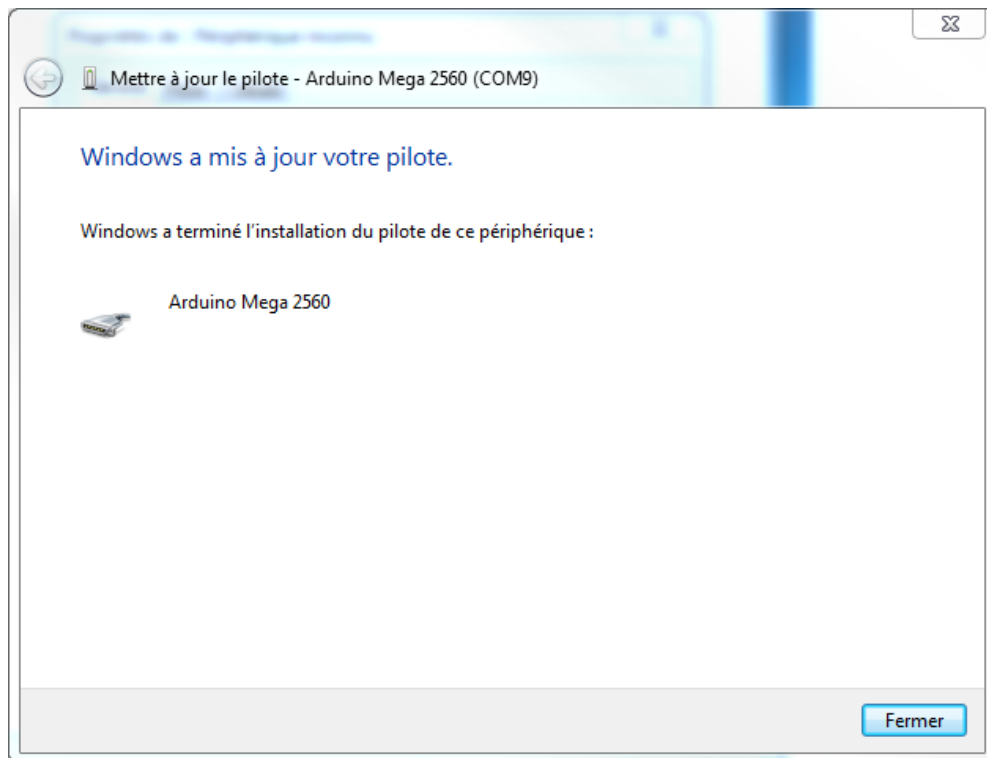 Mettre à jour le pilote - Arduino Mega 2560 (COM9)
Windows a mis à jour votre pilote.
Windows a terminé l'installation du pilote de ce périphérique :
Arduino Mega 2560
Fermer